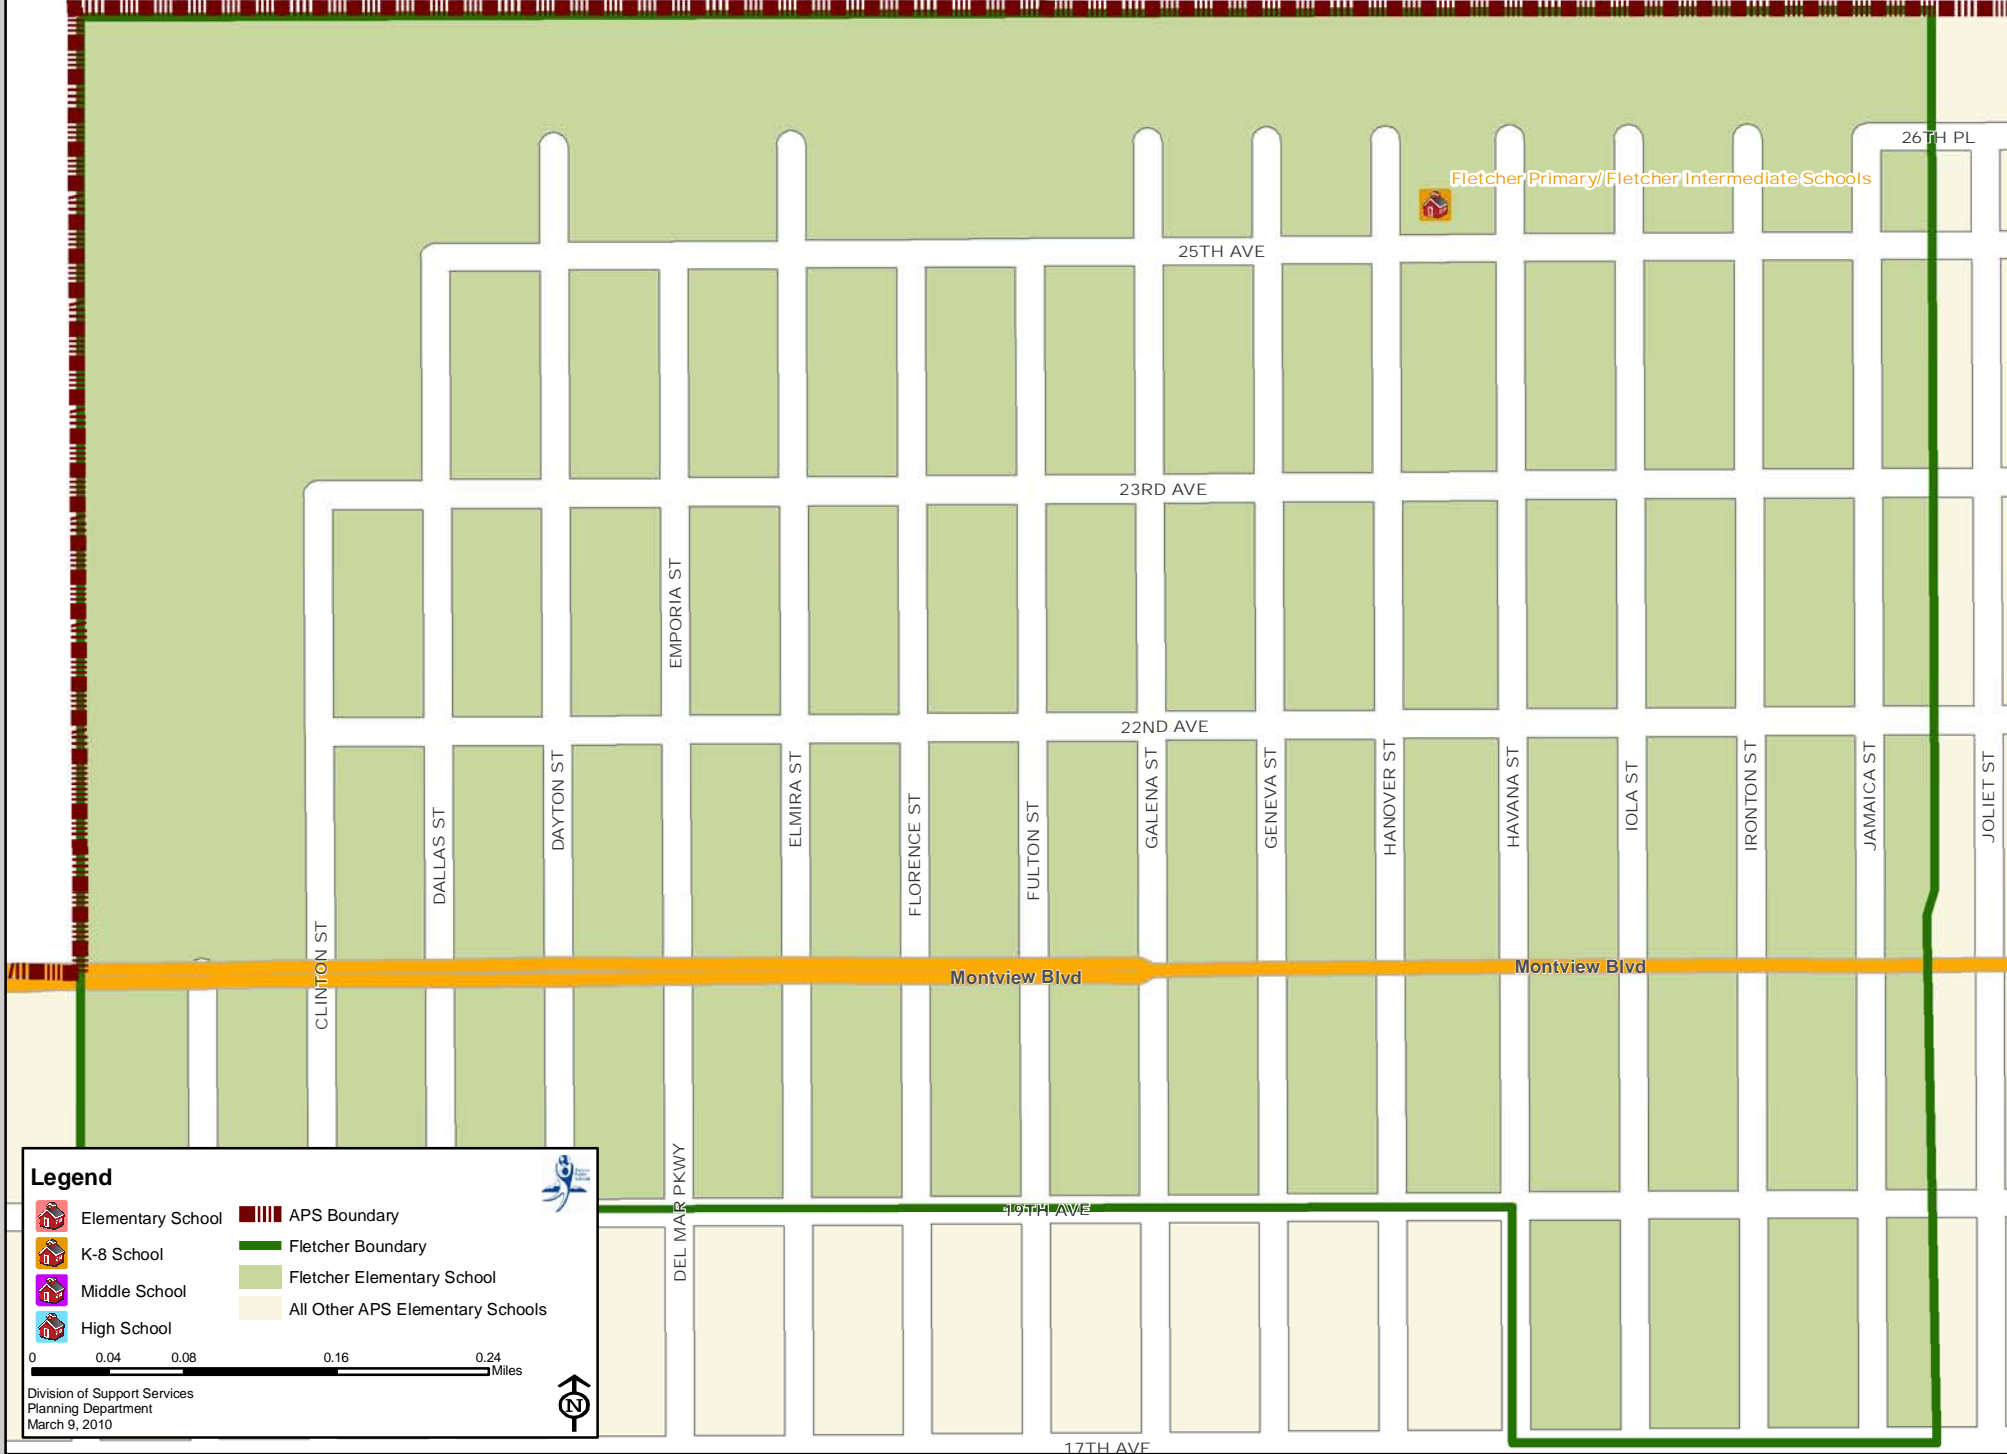 26TH PL
Fletcher Primary/ Fletcher Intermediate Schools
25TH AVE
23RD AVE
EMPORIA ST
22ND AVE
CLINTON ST
DALLAS ST
DAYTON ST
ELMIRA ST
FLORENCE ST
FULTON ST
GALENA ST
GENEVA ST
HANOVER ST
HAVANA ST
IOLA ST
IRONTON ST
JAMAICA ST
JOLIET ST
Montview Blvd
Montview Blvd
DEL MAR PKWY
19TH AVE
17TH AVE
Legend
Elementary School
K-8 School
Middle School
High School
APS Boundary
Fletcher Boundary
Fletcher Elementary School
All Other APS Elementary Schools
0 0.04 0.08 0.16 0.24
Miles
Division of Support Services
Planning Department
March 9, 2010
N